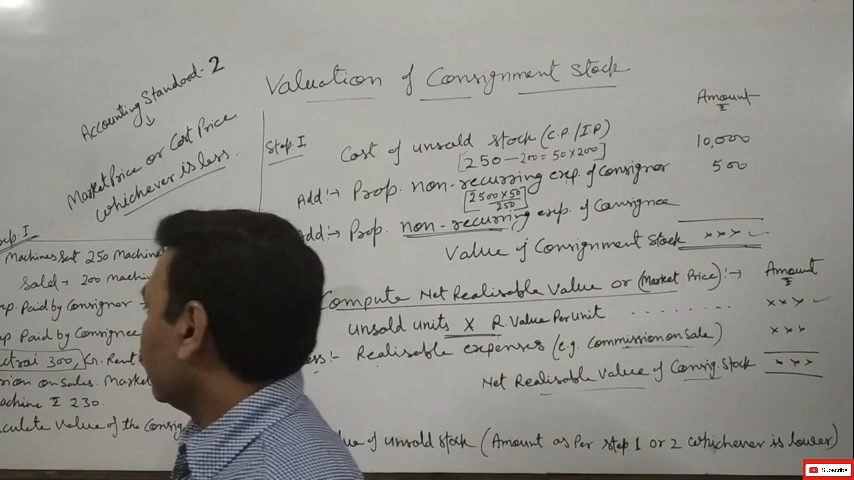 Accounting Standard-2
Market Price or Cost Price
whichever is less.
Valuation of Consignment Stock
Amount
₹
Step. I
Cost of unsold stock (C.P./I.P)
10,000
[250-200=50×200]
Add:→ Prop. non-recurring exp. of Consignor
500
[2500×50/250]
Add:→ Prop. non-recurring exp. of Consignee
Value of Consignment Stock ×××
Compute Net Realisable Value or (Market Price):→
Amount
₹
unsold units X R. Value Per unit ........
×××
Less:- Realisable expenses (e.g. Commission on Sale)
×××
Net Realisable Value of Consig. Stock
×××
Value of unsold stock (Amount as Per step 1 or 2 whichever is lower)
Step. I
Machines Sent 250 Machine
Sold → 200 machin
Exp. Paid by Consignor →
Exp Paid by Consignee
Octroi 300, Gn. Rent
on Sales. Market
Machine ₹ 230.
Calculate Value of the Consig
Subscribe